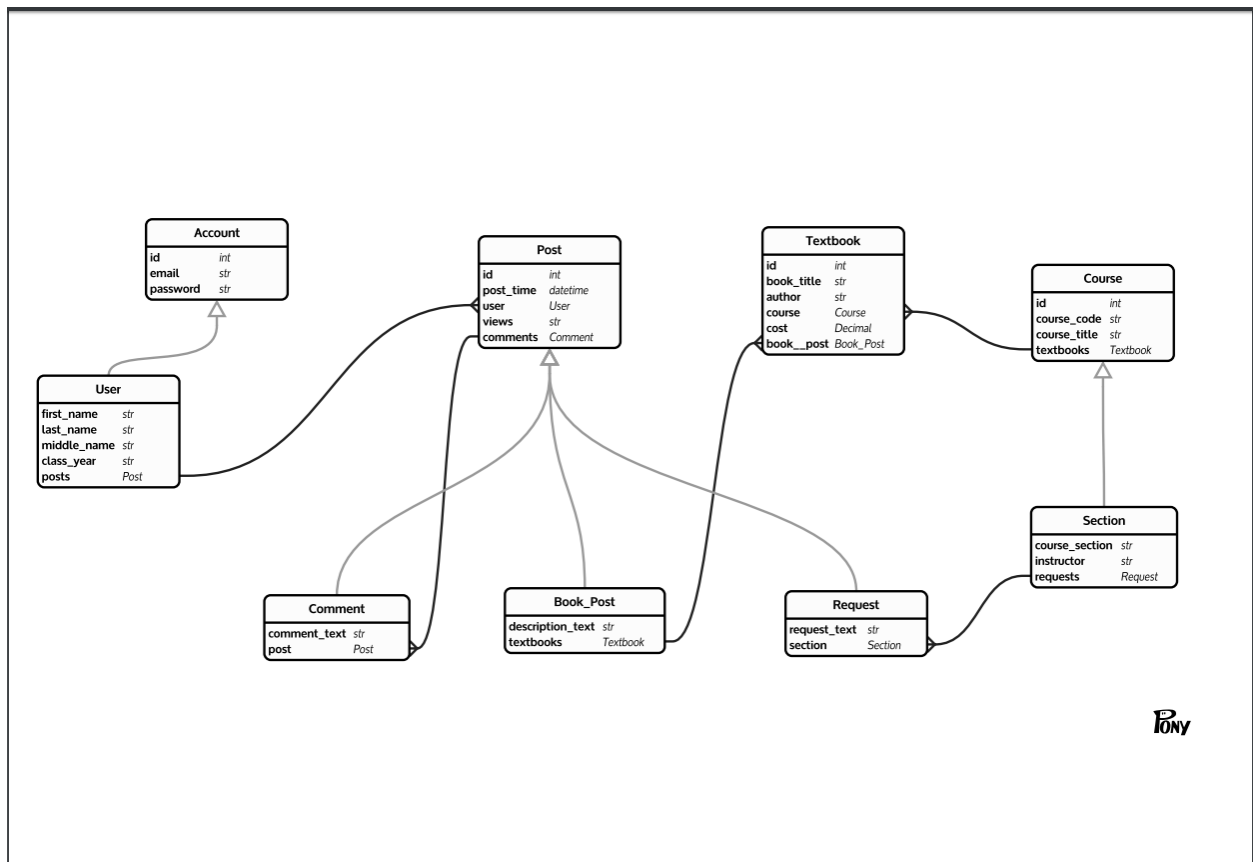 Account
id int
email str
password str
User
first_name str
last_name str
middle_name str
class_year str
posts Post
Post
id int
post_time datetime
user User
views str
comments Comment
Textbook
id int
book_title str
author str
course Course
cost Decimal
book__post Book_Post
Course
id int
course_code str
course_title str
textbooks Textbook
Section
course_section str
instructor str
requests Request
Comment
comment_text str
post Post
Book_Post
description_text str
textbooks Textbook
Request
request_text str
section Section
PONY